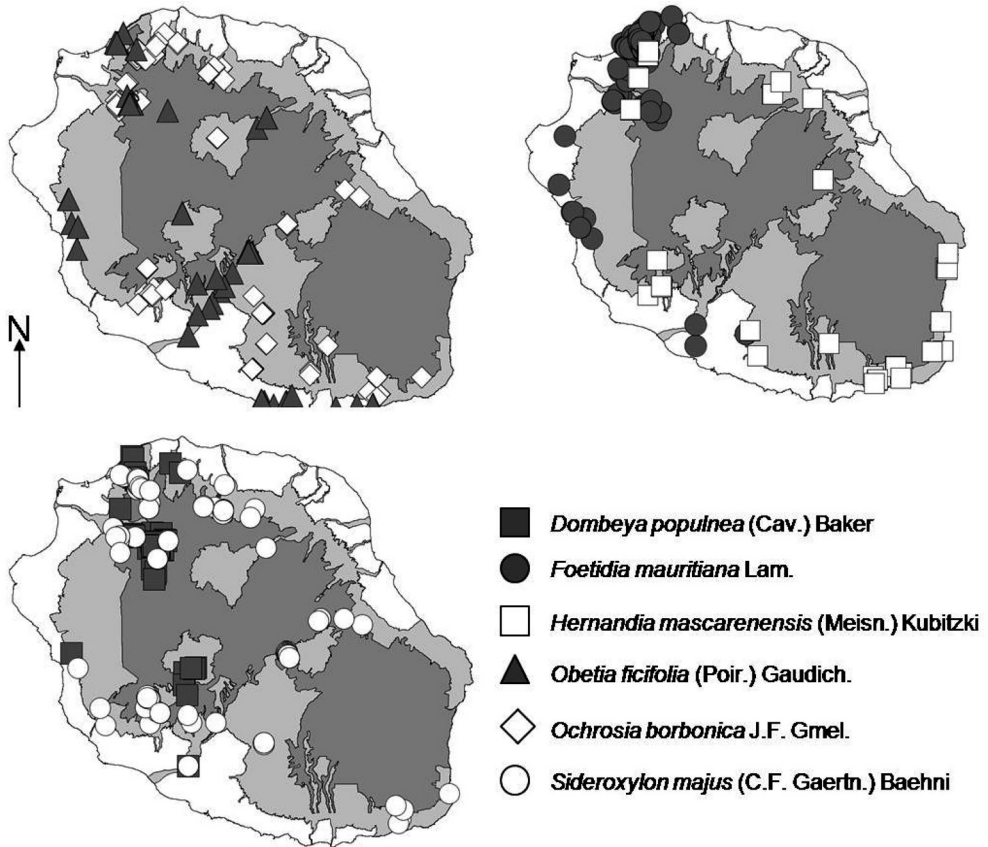 N
Dombeya populnea (Cav.) Baker
Foetidia mauritiana Lam.
Hernandia mascarenensis (Meisn.) Kubitzki
Obetia ficifolia (Poir.) Gaudich.
Ochrosia borbonica J.F. Gmel.
Sideroxylon majus (C.F. Gaertn.) Baehni